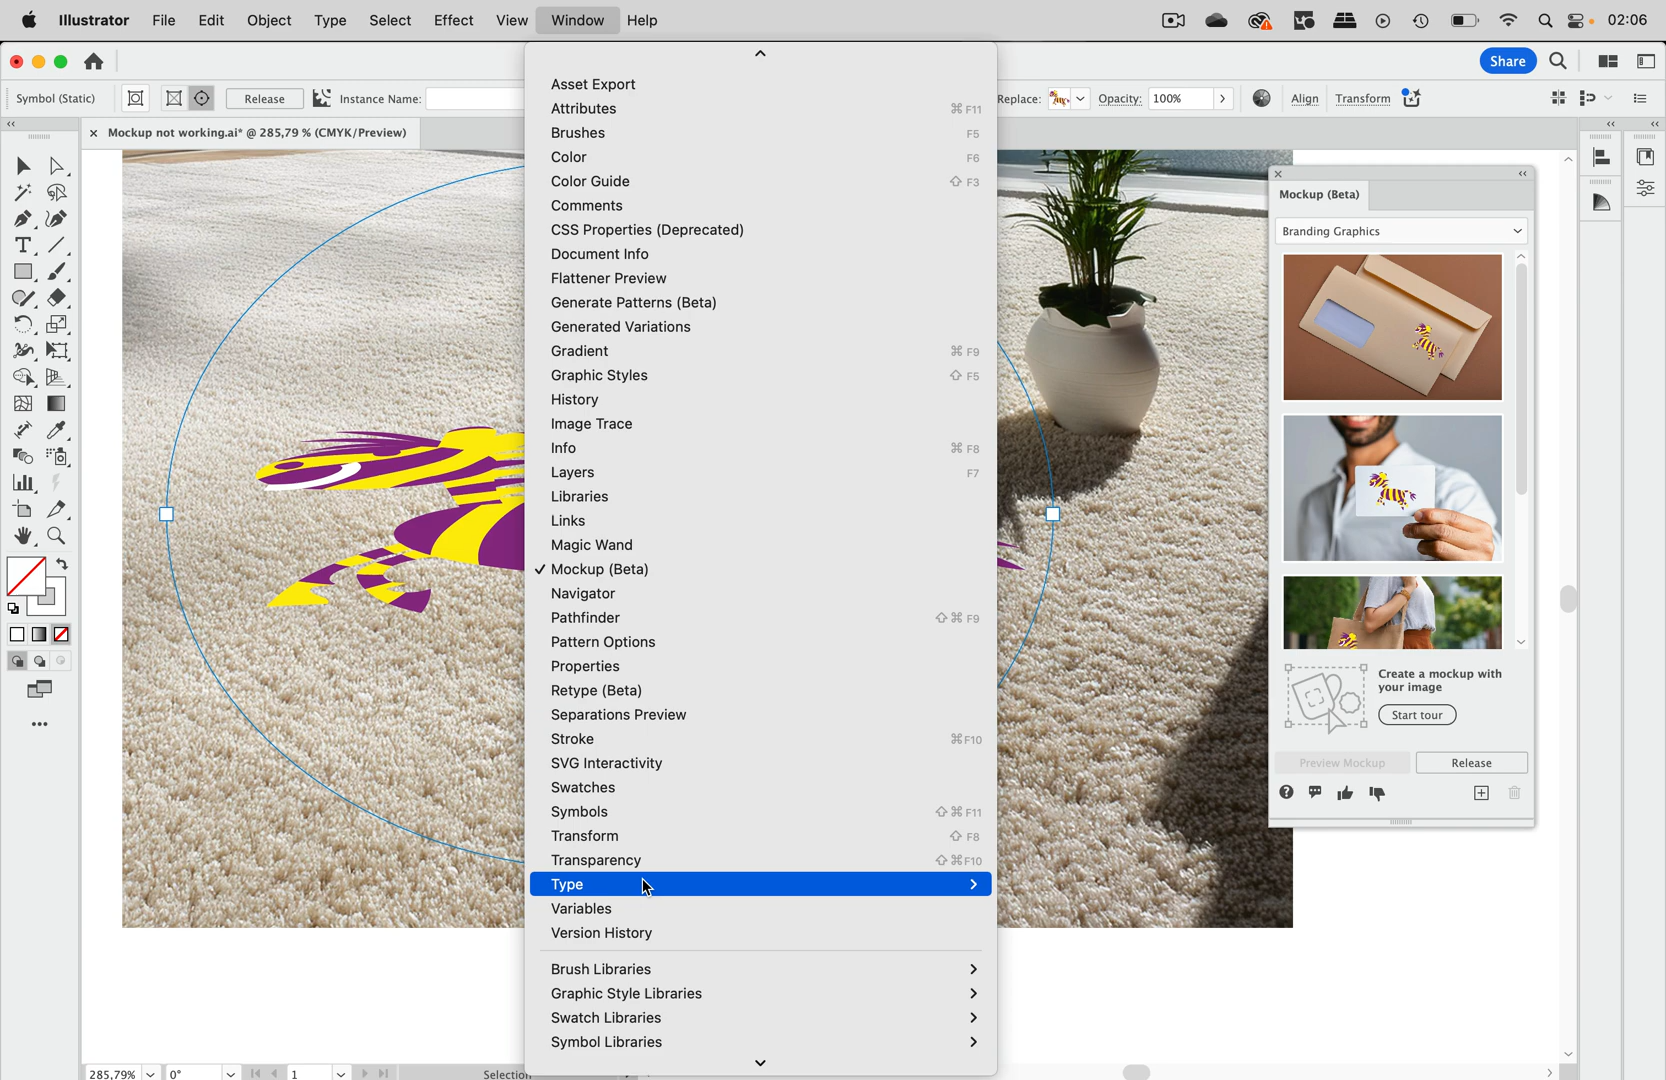 Illustrator File Edit Object Type Select Effect View Window Help 02:06
Share
Symbol (Static) Release Instance Name: Replace: Opacity: 100% Align Transform
× Mockup not working.ai* @ 285,79 % (CMYK/Preview)
Asset Export
Attributes ⌘F11
Brushes F5
Color F6
Color Guide ⇧ F3
Comments
CSS Properties (Deprecated)
Document Info
Flattener Preview
Generate Patterns (Beta)
Generated Variations
Gradient ⌘ F9
Graphic Styles ⇧ F5
History
Image Trace
Info ⌘ F8
Layers F7
Libraries
Links
Magic Wand
✓ Mockup (Beta)
Navigator
Pathfinder ⇧⌘ F9
Pattern Options
Properties
Retype (Beta)
Separations Preview
Stroke ⌘F10
SVG Interactivity
Swatches
Symbols ⇧⌘F11
Transform ⇧ F8
Transparency ⇧⌘F10
Type
Variables
Version History
Brush Libraries
Graphic Style Libraries
Swatch Libraries
Symbol Libraries
Mockup (Beta)
Branding Graphics
Create a mockup with
your image
Start tour
Preview Mockup Release
285,79% 0° 1 Selection